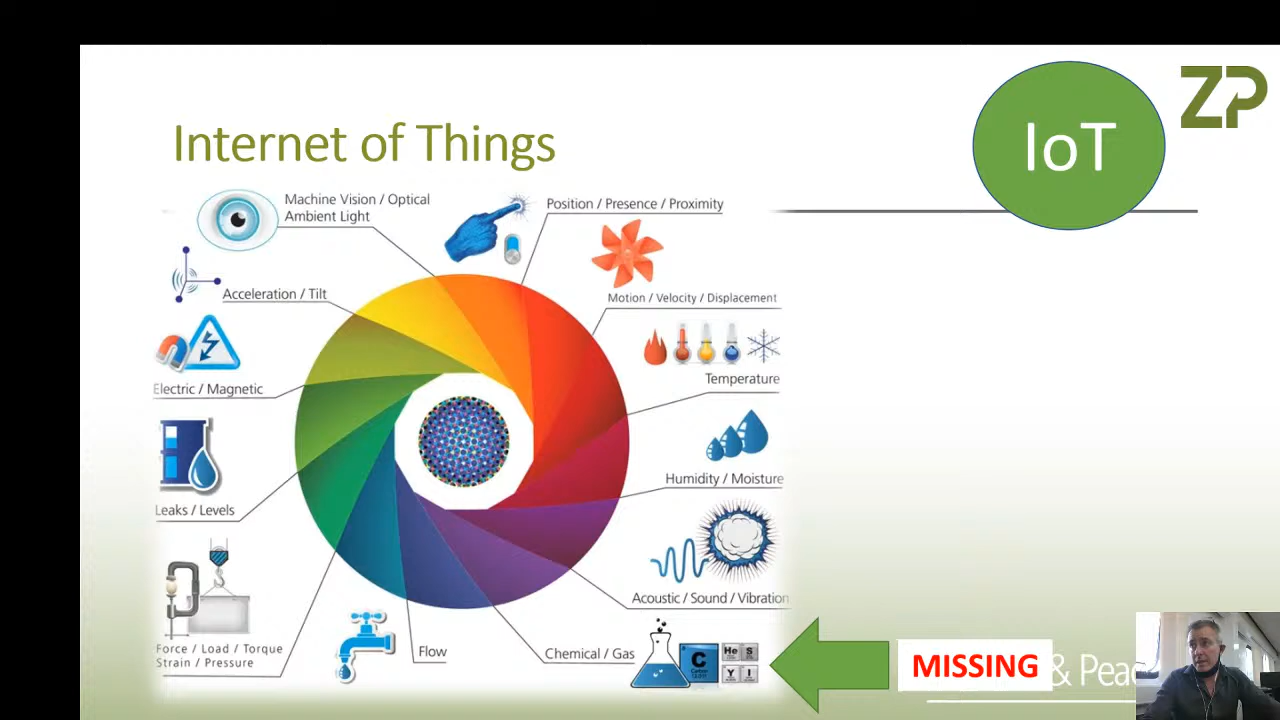 IoT
ZP
Internet of Things
Machine Vision / Optical
Ambient Light
Position / Presence / Proximity
Acceleration / Tilt
Motion / Velocity / Displacement
Electric / Magnetic
Temperature
Humidity / Moisture
Leaks / Levels
Acoustic / Sound / Vibration
Force / Load / Torque
Strain / Pressure
Flow
Chemical / Gas
C
Carbon
He
S
Y
I
MISSING
& Peac